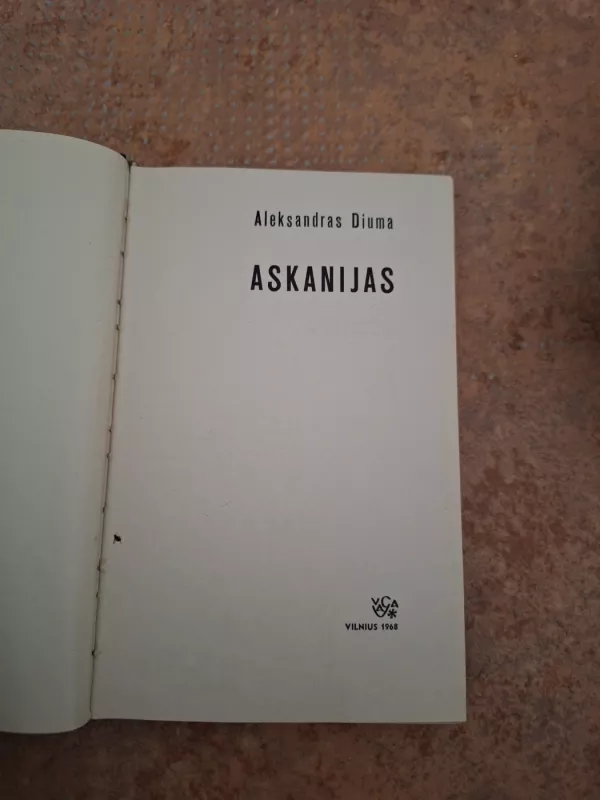 Aleksandras Diuma
ASKANIJAS
VILNIUS 1968